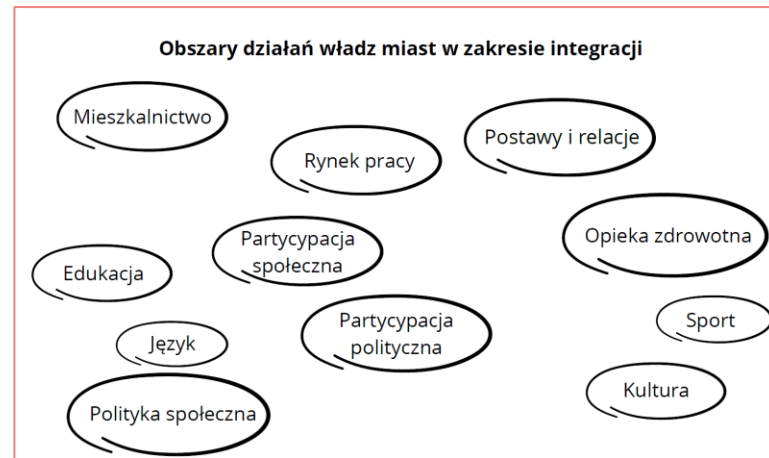 Obszary działań władz miast w zakresie integracji
Mieszkalnictwo
Postawy i relacje
Rynek pracy
Partycypacja
społeczna
Opieka zdrowotna
Edukacja
Partycypacja
polityczna
Sport
Język
Kultura
Polityka społeczna